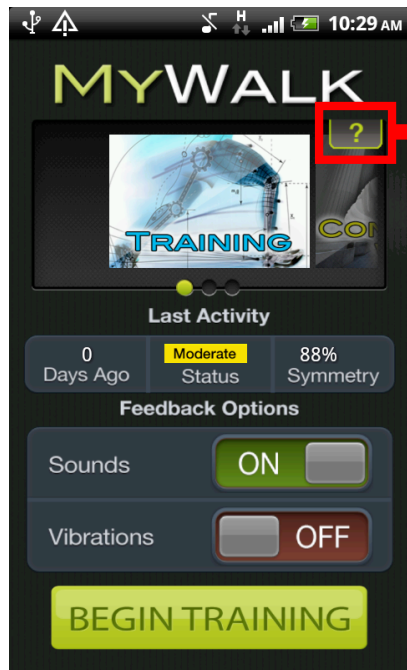 H 10:29 AM
MYWALK
?
TRAINING
CO
Last Activity
0 Moderate 88%
Days Ago Status Symmetry
Feedback Options
Sounds ON
Vibrations OFF
BEGIN TRAINING